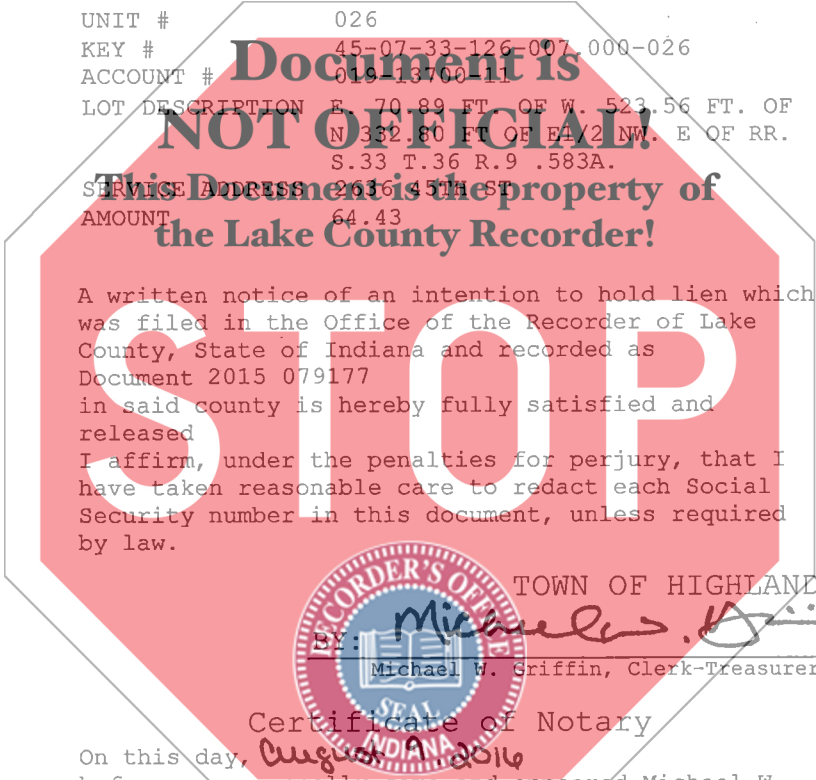 UNIT # 026
KEY # 45-07-33-126-007.000-026
ACCOUNT # 019-13700-11
Document is
LOT DESCRIPTION E. 70.89 FT. OF W. 523.56 FT. OF
N 332.80 FT OF E1/2 NW. E OF RR.
NOT OFFICIAL!
S.33 T.36 R.9 .583A.
SERVICE ADDRESS 2636 45TH ST
This Document is the property of
AMOUNT 64.43
the Lake County Recorder!
A written notice of an intention to hold lien which
was filed in the Office of the Recorder of Lake
County, State of Indiana and recorded as
Document 2015 079177
in said county is hereby fully satisfied and
released
I affirm, under the penalties for perjury, that I
have taken reasonable care to redact each Social
Security number in this document, unless required
by law.
STOP
TOWN OF HIGHLAND
BY: Michael W. Griffin
Michael W. Griffin, Clerk-Treasurer
RECORDER'S OFFICE
SEAL
INDIANA
Certificate of Notary
On this day, August 9, 2016